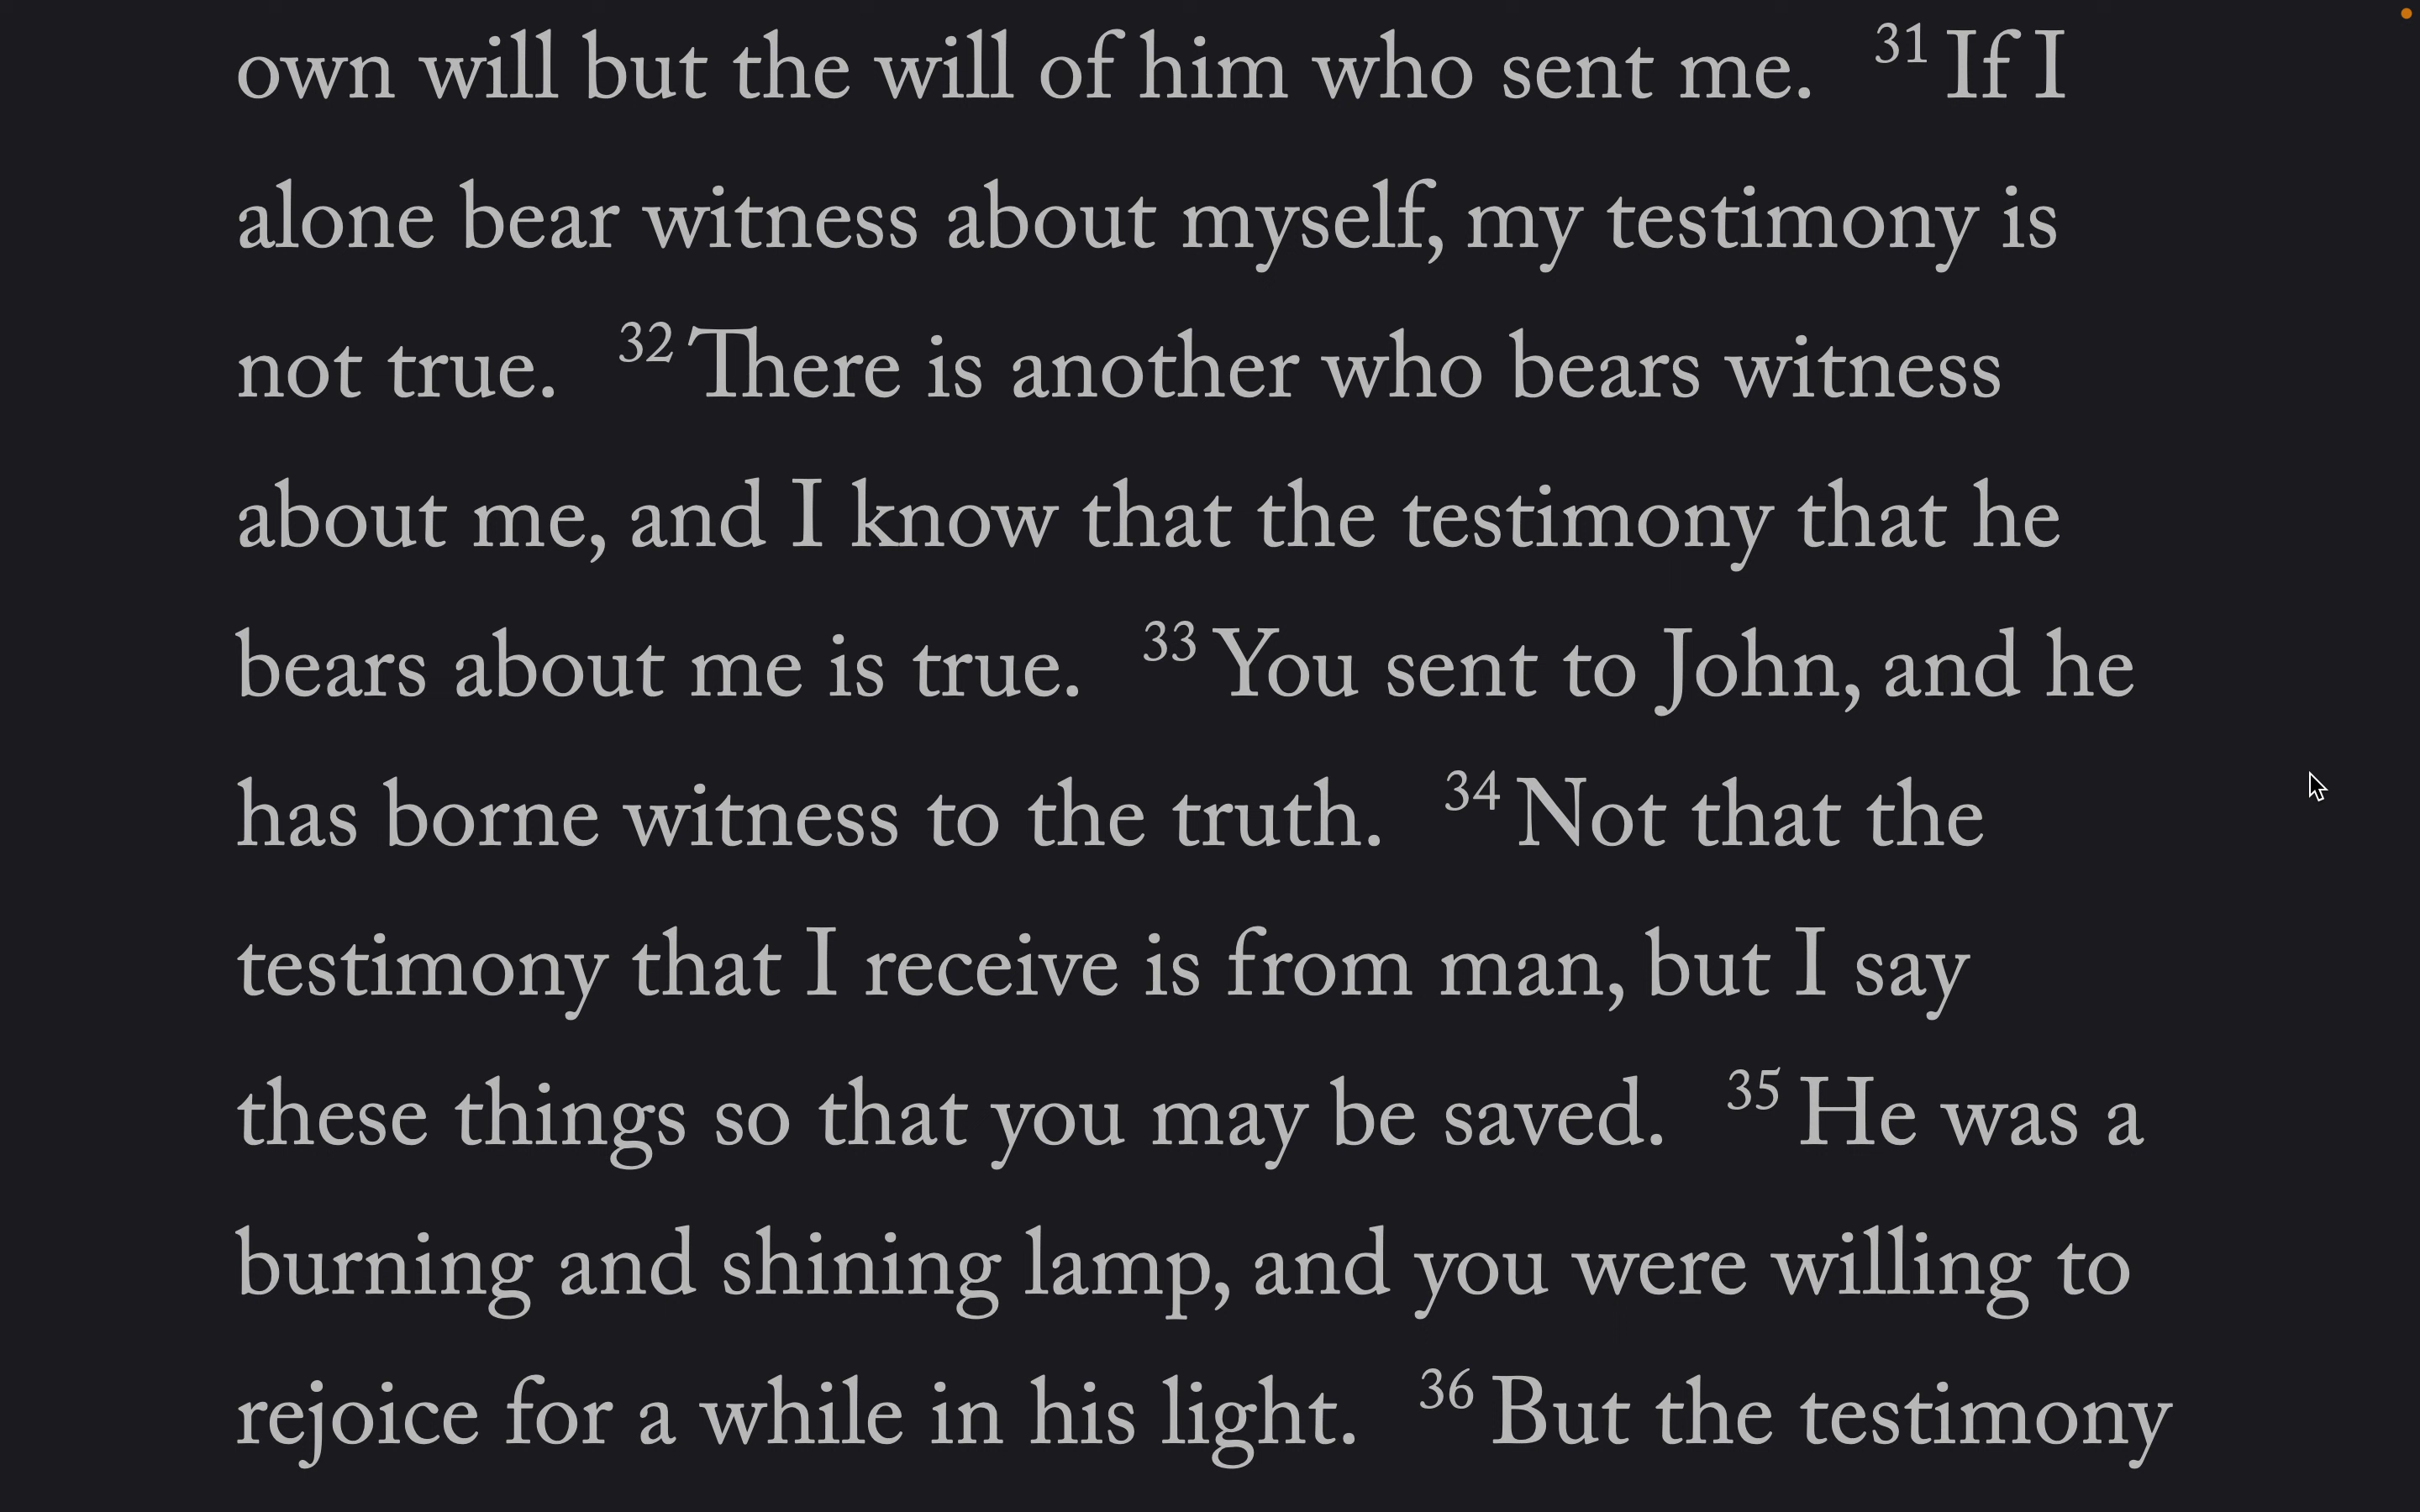 own will but the will of him who sent me. 31 If I
alone bear witness about myself, my testimony is
not true. 32 There is another who bears witness
about me, and I know that the testimony that he
bears about me is true. 33 You sent to John, and he
has borne witness to the truth. 34 Not that the
testimony that I receive is from man, but I say
these things so that you may be saved. 35 He was a
burning and shining lamp, and you were willing to
rejoice for a while in his light. 36 But the testimony